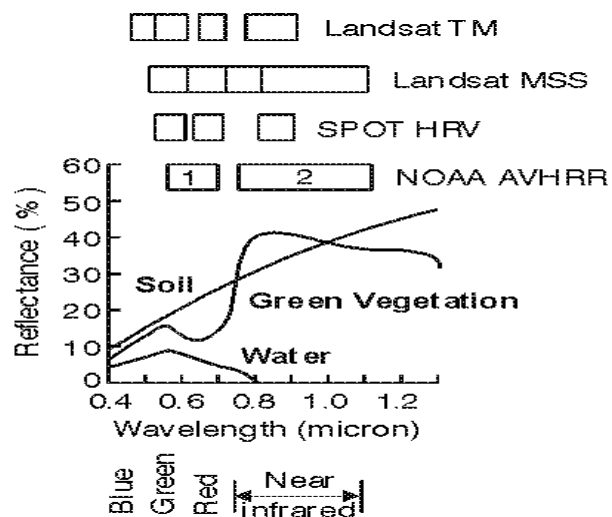 Landsat TM
Landsat MSS
SPOT HRV
1 2 NOAA AVHRR
60
50
40
30
20
10
0
Reflectance (%)
Soil
Green Vegetation
Water
0.4 0.6 0.8 1.0 1.2
Wavelength (micron)
Blue
Green
Red
Near
infrared